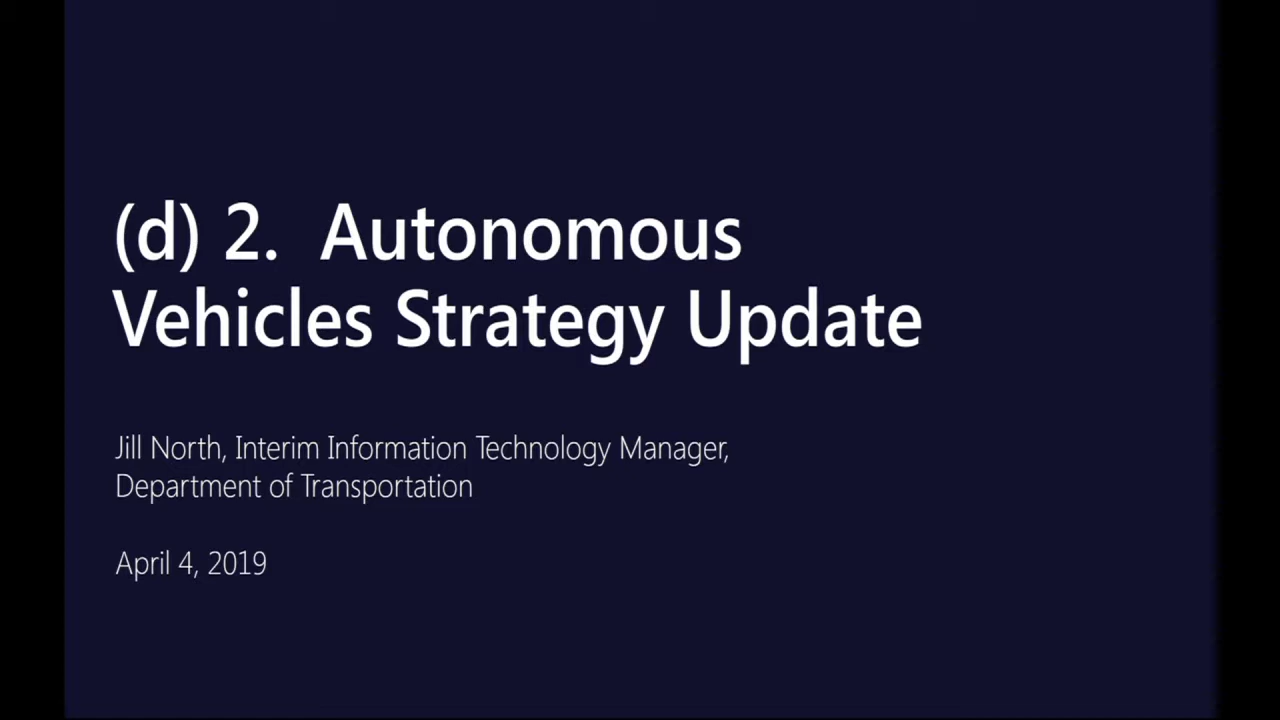 (d) 2. Autonomous
Vehicles Strategy Update
Jill North, Interim Information Technology Manager,
Department of Transportation
April 4, 2019